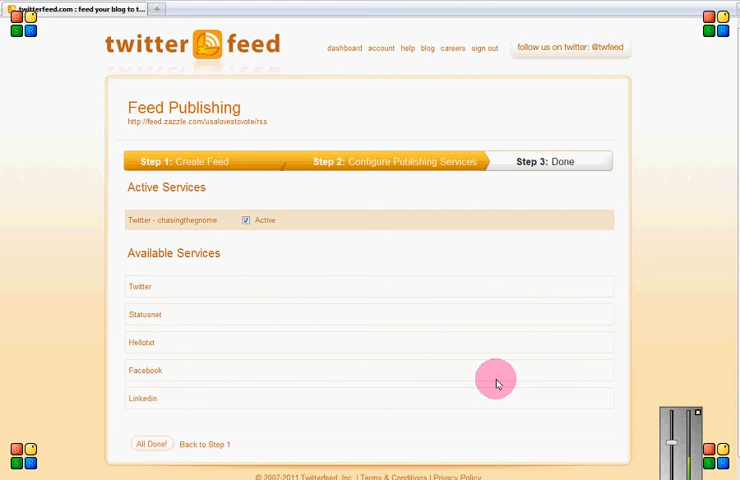 twitterfeed.com : feed your blog to t...
twitter feed
dashboard account help blog careers sign out
follow us on twitter: @twfeed
Feed Publishing
http://feed.zazzle.com/usalovestovote/rss
Step 1: Create Feed Step 2: Configure Publishing Services Step 3: Done
Active Services
Twitter - chasingthegnome Active
Available Services
Twitter
Statusnet
Hellotxt
Facebook
Linkedin
All Done! Back to Step 1
© 2007-2011 Twitterfeed, Inc. | Terms & Conditions | Privacy Policy
B
S R
B
S R
B
S R
B
S R